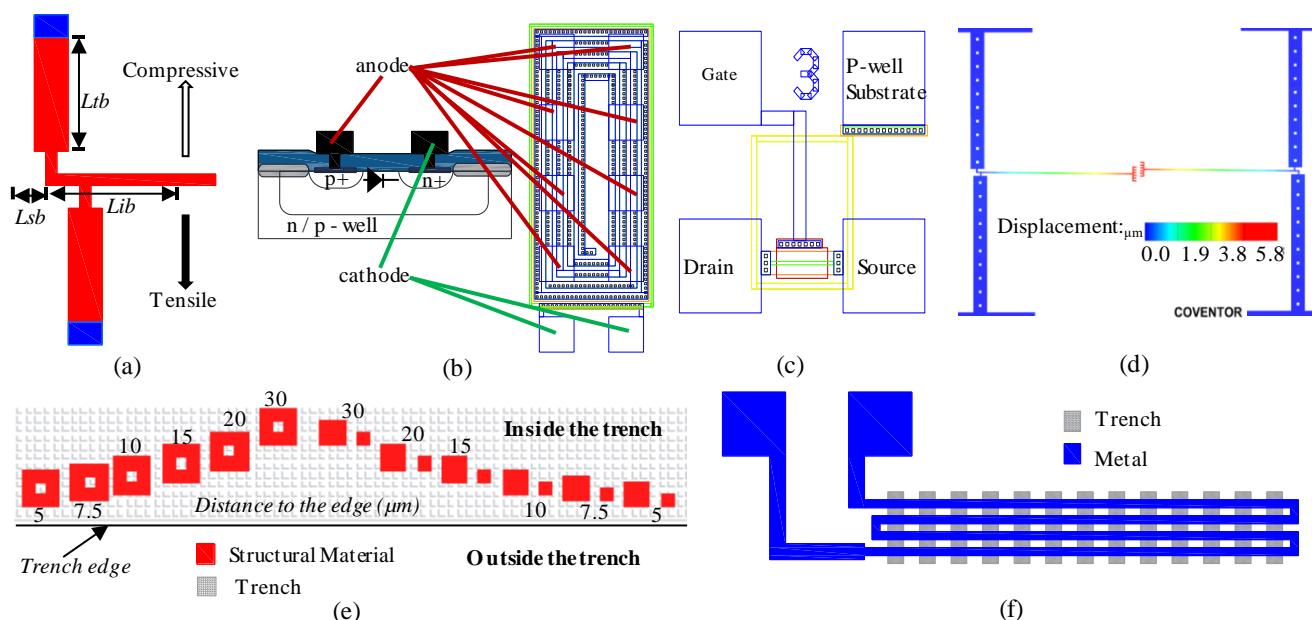 Compressive
Ltb
Lsb
Lib
Tensile
(a)
anode
p+
n+
n / p - well
cathode
(b)
Gate
3
P-well
Substrate
Drain
Source
(c)
Displacement:μm
0.0 1.9 3.8 5.8
COVENTOR
(d)
30
30
20
20
15
15
10
Inside the trench
Distance to the edge (μm)
5
7.5
10
7.5
5
Trench edge
Outside the trench
Structural Material
Trench
(e)
Trench
Metal
(f)